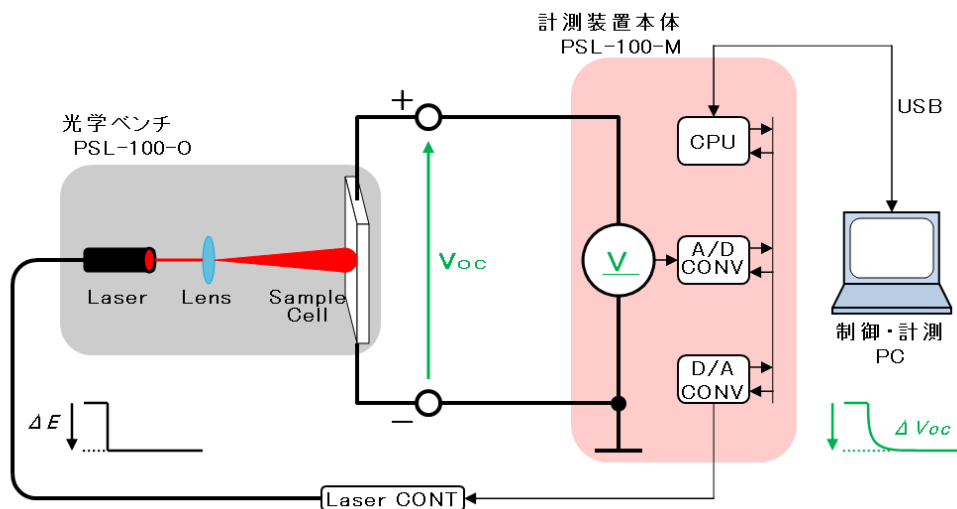 計測装置本体
PSL-100-M
光学ベンチ
PSL-100-O
+
USB
CPU
Voc
V
A/D
CONV
Laser
Lens
Sample
Cell
制御・計測
PC
D/A
CONV
−
ΔE
ΔVoc
Laser CONT